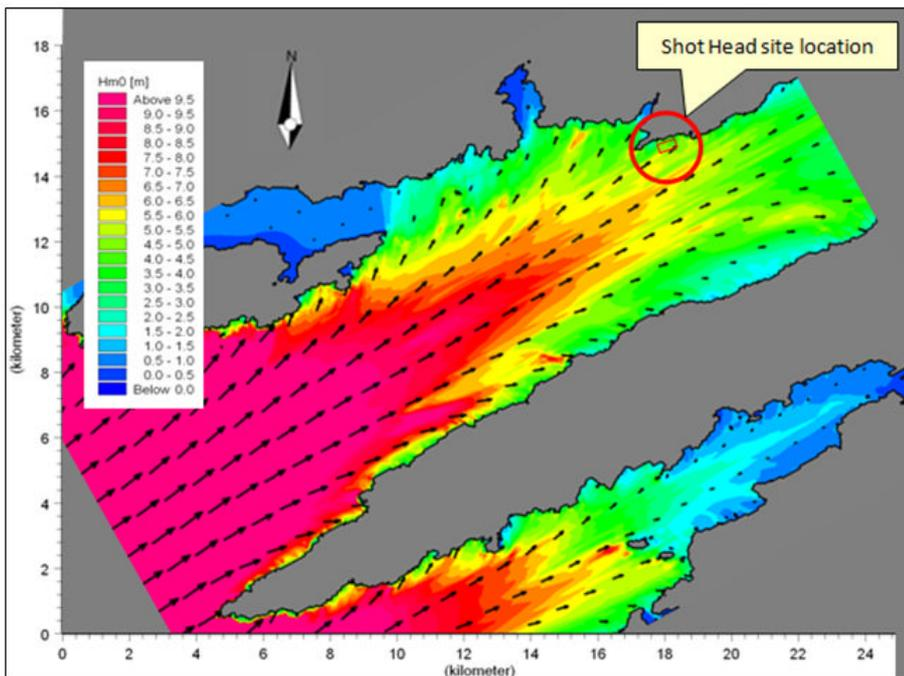 Shot Head site location
N
Hm0 [m]
Above 9.5
9.0 - 9.5
8.5 - 9.0
8.0 - 8.5
7.5 - 8.0
7.0 - 7.5
6.5 - 7.0
6.0 - 6.5
5.5 - 6.0
5.0 - 5.5
4.5 - 5.0
4.0 - 4.5
3.5 - 4.0
3.0 - 3.5
2.5 - 3.0
2.0 - 2.5
1.5 - 2.0
1.0 - 1.5
0.5 - 1.0
0.0 - 0.5
Below 0.0
18
16
14
12
10
8
6
4
2
0
(kilometer)
0 2 4 6 8 10 12 14 16 18 20 22 24
(kilometer)